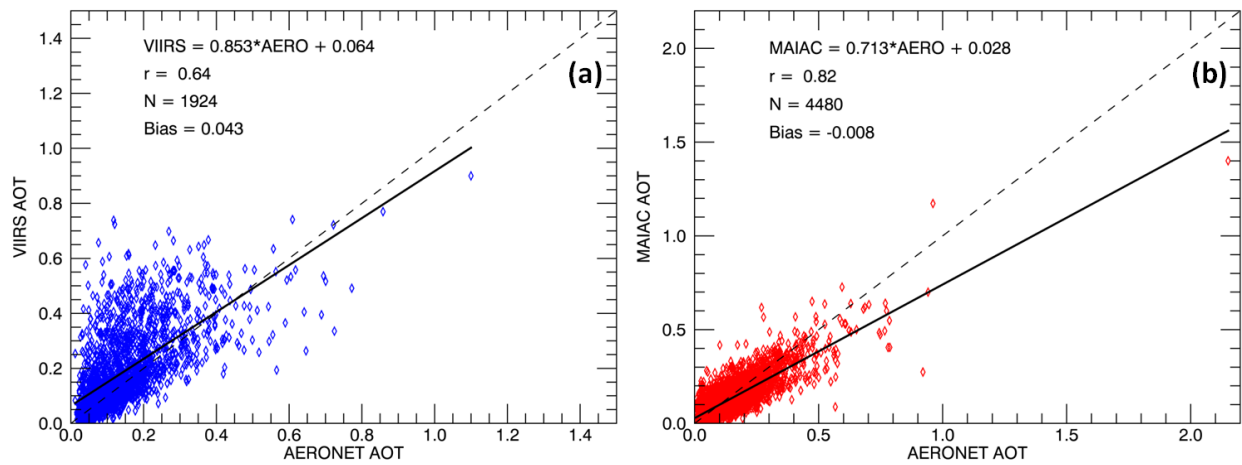 VIIRS = 0.853*AERO + 0.064
r = 0.64
N = 1924
Bias = 0.043
(a)
VIIRS AOT
1.4
1.2
1.0
0.8
0.6
0.4
0.2
0.0
0.0 0.2 0.4 0.6 0.8 1.0 1.2 1.4
AERONET AOT
MAIAC = 0.713*AERO + 0.028
r = 0.82
N = 4480
Bias = -0.008
(b)
MAIAC AOT
2.0
1.5
1.0
0.5
0.0
0.0 0.5 1.0 1.5 2.0
AERONET AOT